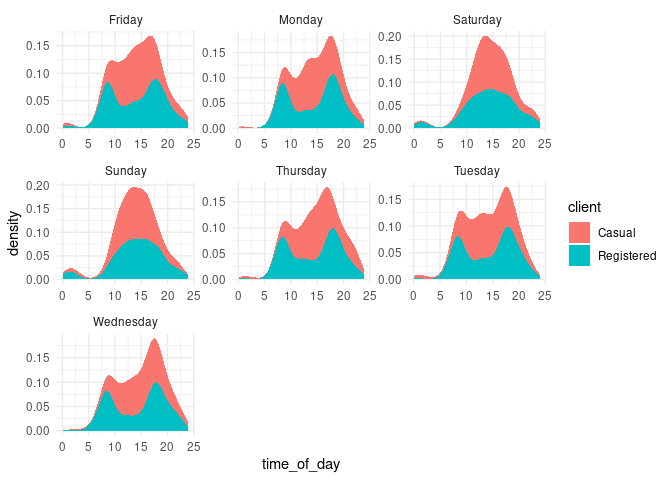 Friday Monday Saturday
0.15 0.15 0.20
0.10 0.10 0.15
0.05 0.05 0.10
0.00 0.00 0.05
0.00
0 5 10 15 20 25 0 5 10 15 20 25 0 5 10 15 20 25
Sunday Thursday Tuesday
0.20 0.15 0.15
0.15 0.10 0.10
0.10 0.05 0.05
0.05 0.00 0.00
0.00
0 5 10 15 20 25 0 5 10 15 20 25 0 5 10 15 20 25
Wednesday
0.15
0.10
0.05
0.00
0 5 10 15 20 25
density
time_of_day
client
Casual
Registered